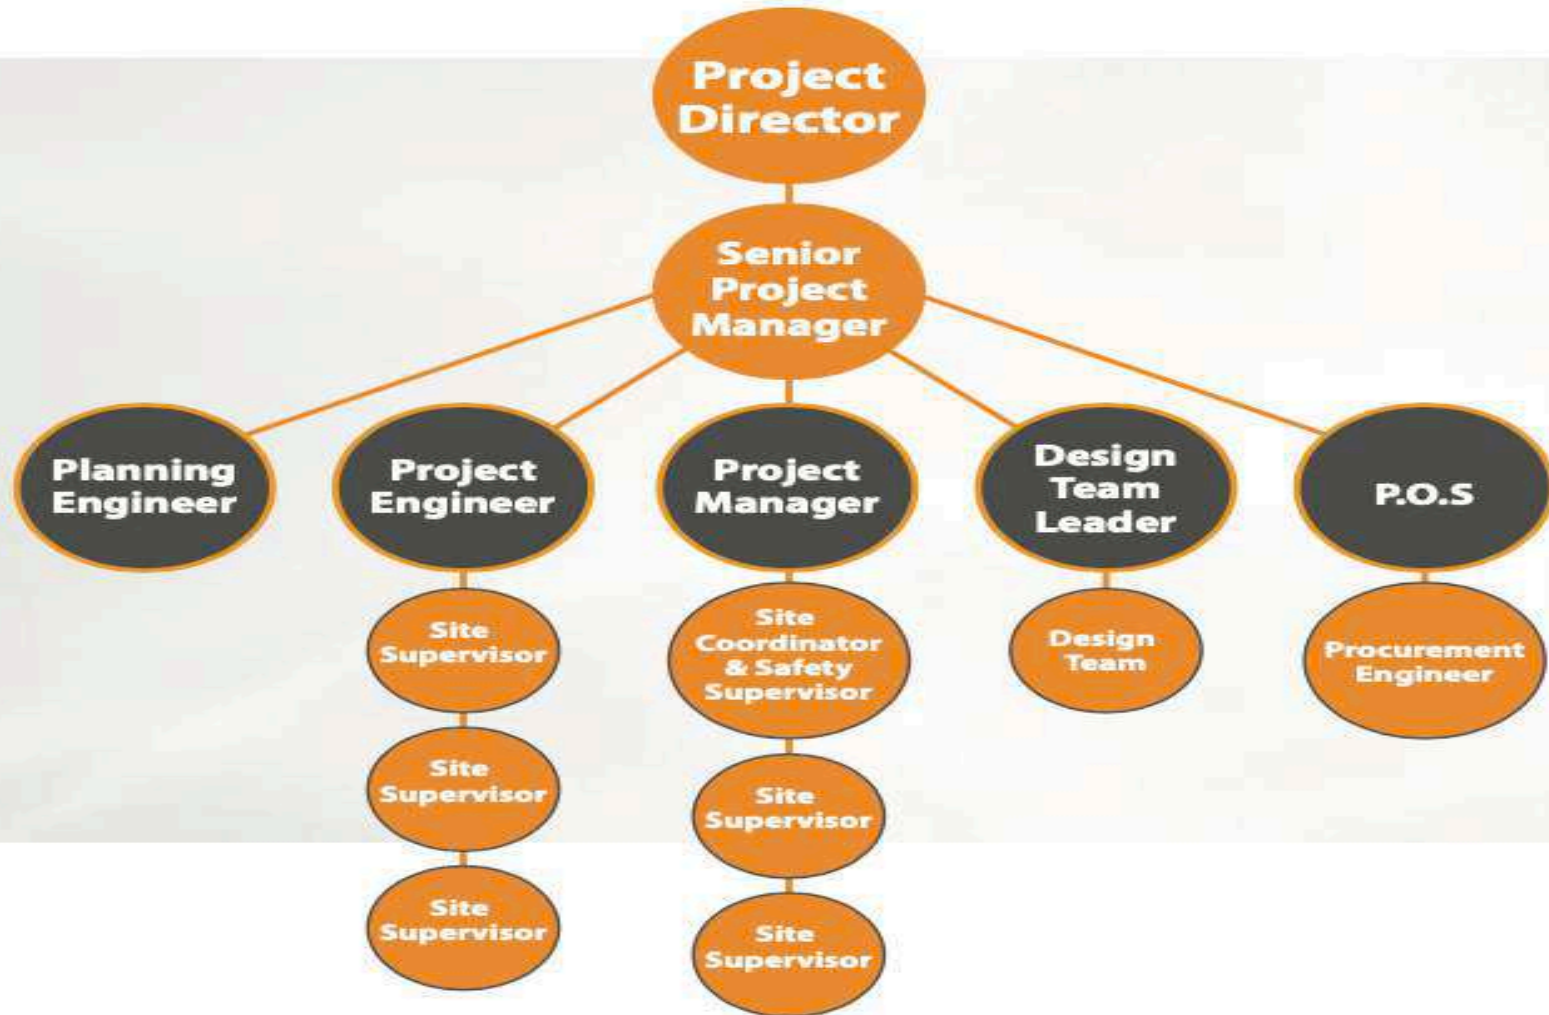 Project
Director
Senior
Project
Manager
Planning
Engineer
Project
Engineer
Project
Manager
Design
Team
Leader
P.O.S
Site
Supervisor
Site
Coordinator
& Safety
Supervisor
Design
Team
Procurement
Engineer
Site
Supervisor
Site
Supervisor
Site
Supervisor
Site
Supervisor